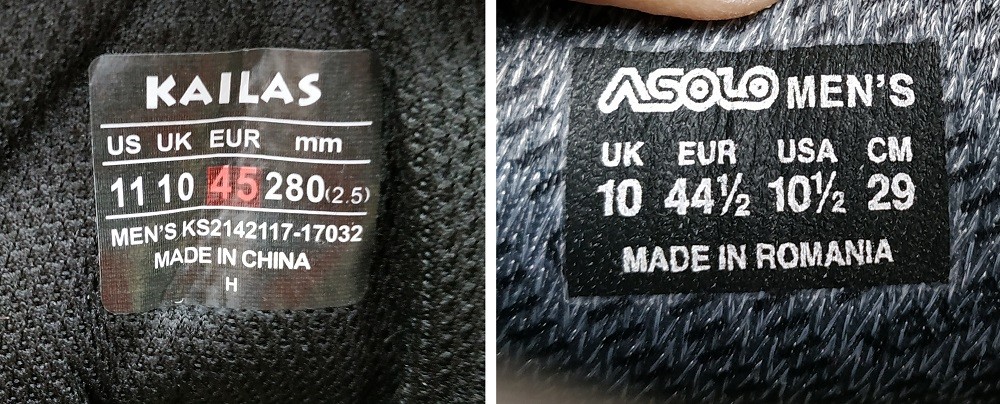 KAILAS
US UK EUR mm
11 10 45 280(2.5)
MEN'S KS2142117-17032
MADE IN CHINA
H
ASOLO MEN'S
UK EUR USA CM
10 44½ 10½ 29
MADE IN ROMANIA